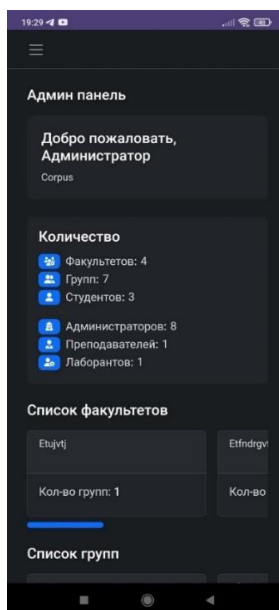 19:29
Админ панель
Добро пожаловать,
Администратор
Corpus
Количество
Факультетов: 4
Групп: 7
Студентов: 3
Администраторов: 8
Преподавателей: 1
Лаборантов: 1
Список факультетов
Etujvtj
Etfndrgvt
Кол-во групп: 1
Кол-во
Список групп